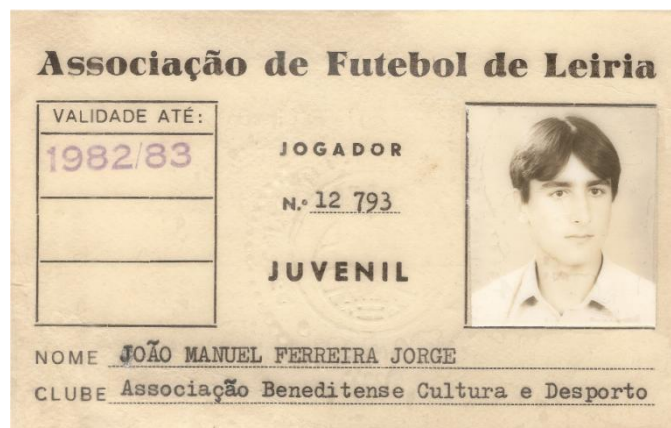 Associação de Futebol de Leiria
VALIDADE ATÉ:
1982/83
JOGADOR
N.º 12 793
JUVENIL
NOME JOÃO MANUEL FERREIRA JORGE
CLUBE Associação Beneditense Cultura e Desporto